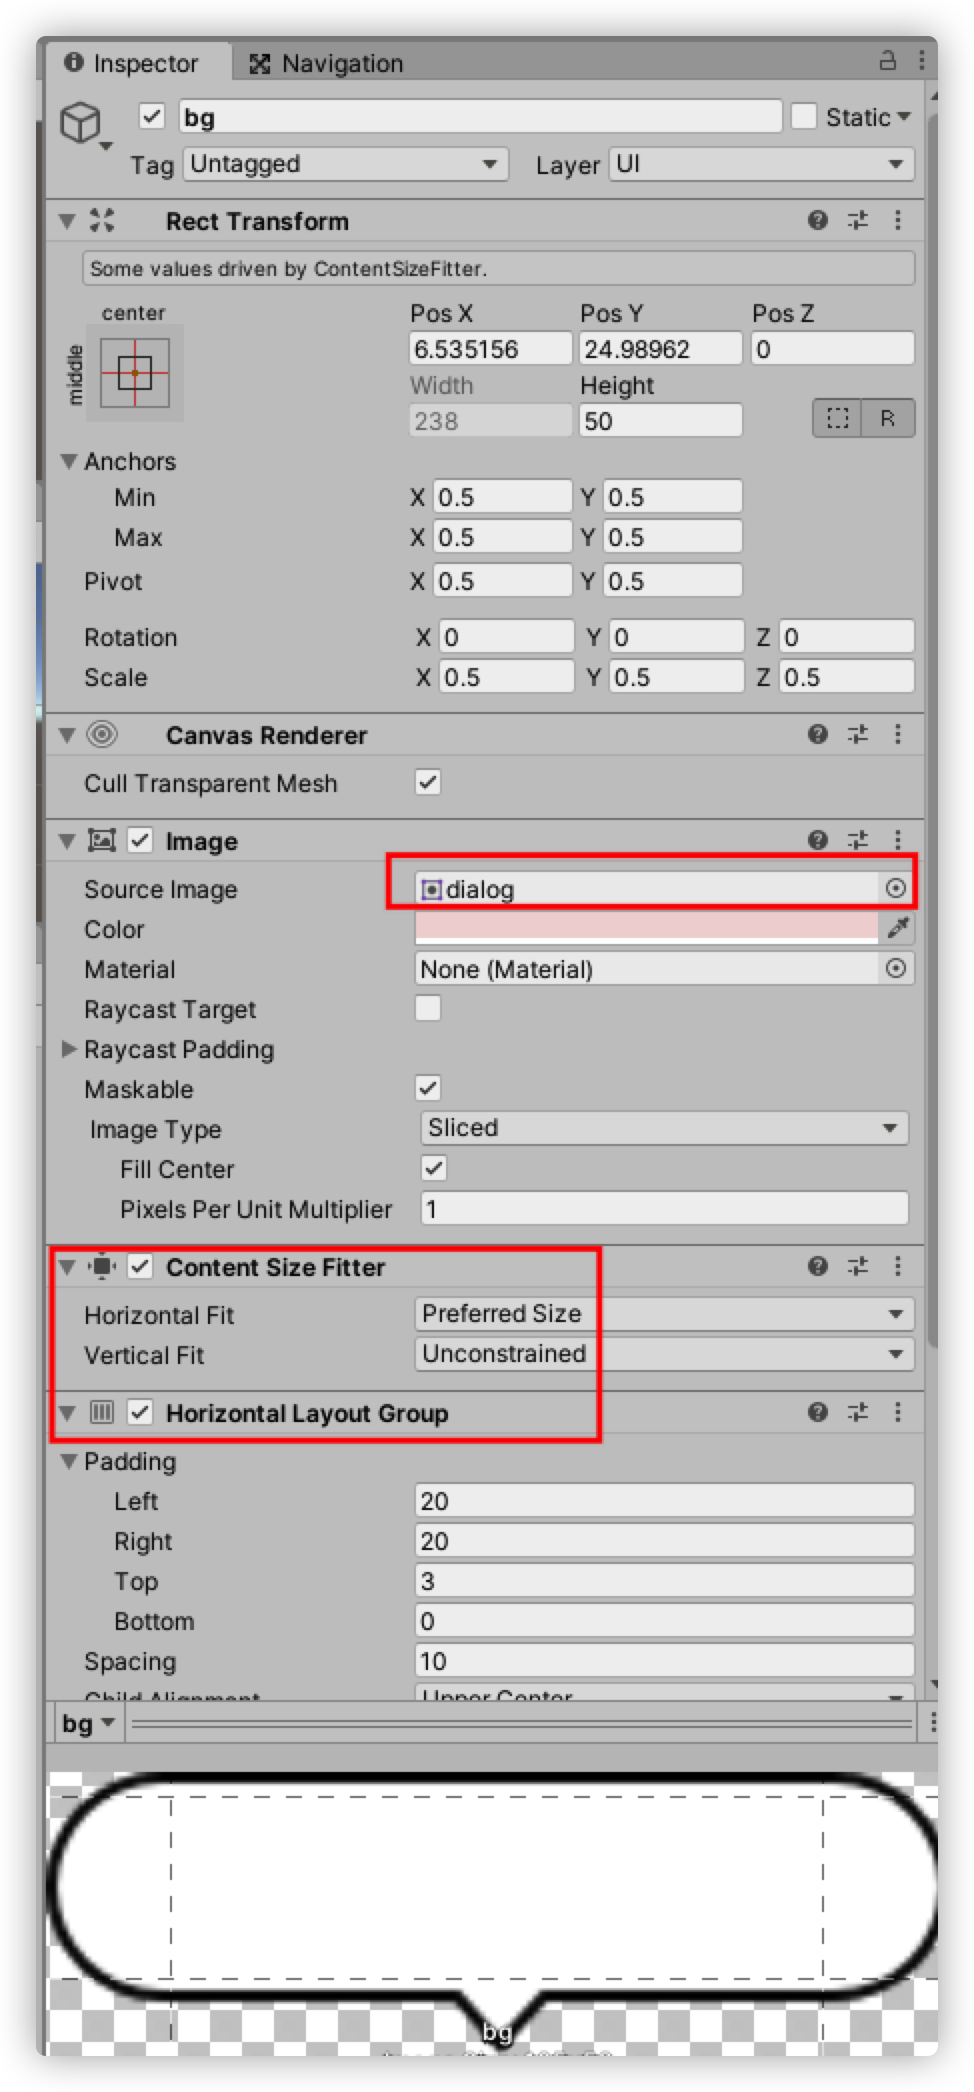 Inspector Navigation
bg Static
Tag Untagged Layer UI
Rect Transform
Some values driven by ContentSizeFitter.
center Pos X Pos Y Pos Z
middle 6.535156 24.98962 0
Width Height
238 50 R
Anchors
Min X 0.5 Y 0.5
Max X 0.5 Y 0.5
Pivot X 0.5 Y 0.5
Rotation X 0 Y 0 Z 0
Scale X 0.5 Y 0.5 Z 0.5
Canvas Renderer
Cull Transparent Mesh
Image
Source Image dialog
Color
Material None (Material)
Raycast Target
Raycast Padding
Maskable
Image Type Sliced
Fill Center
Pixels Per Unit Multiplier 1
Content Size Fitter
Horizontal Fit Preferred Size
Vertical Fit Unconstrained
Horizontal Layout Group
Padding
Left 20
Right 20
Top 3
Bottom 0
Spacing 10
Child Alignment Upper Center
bg
bg